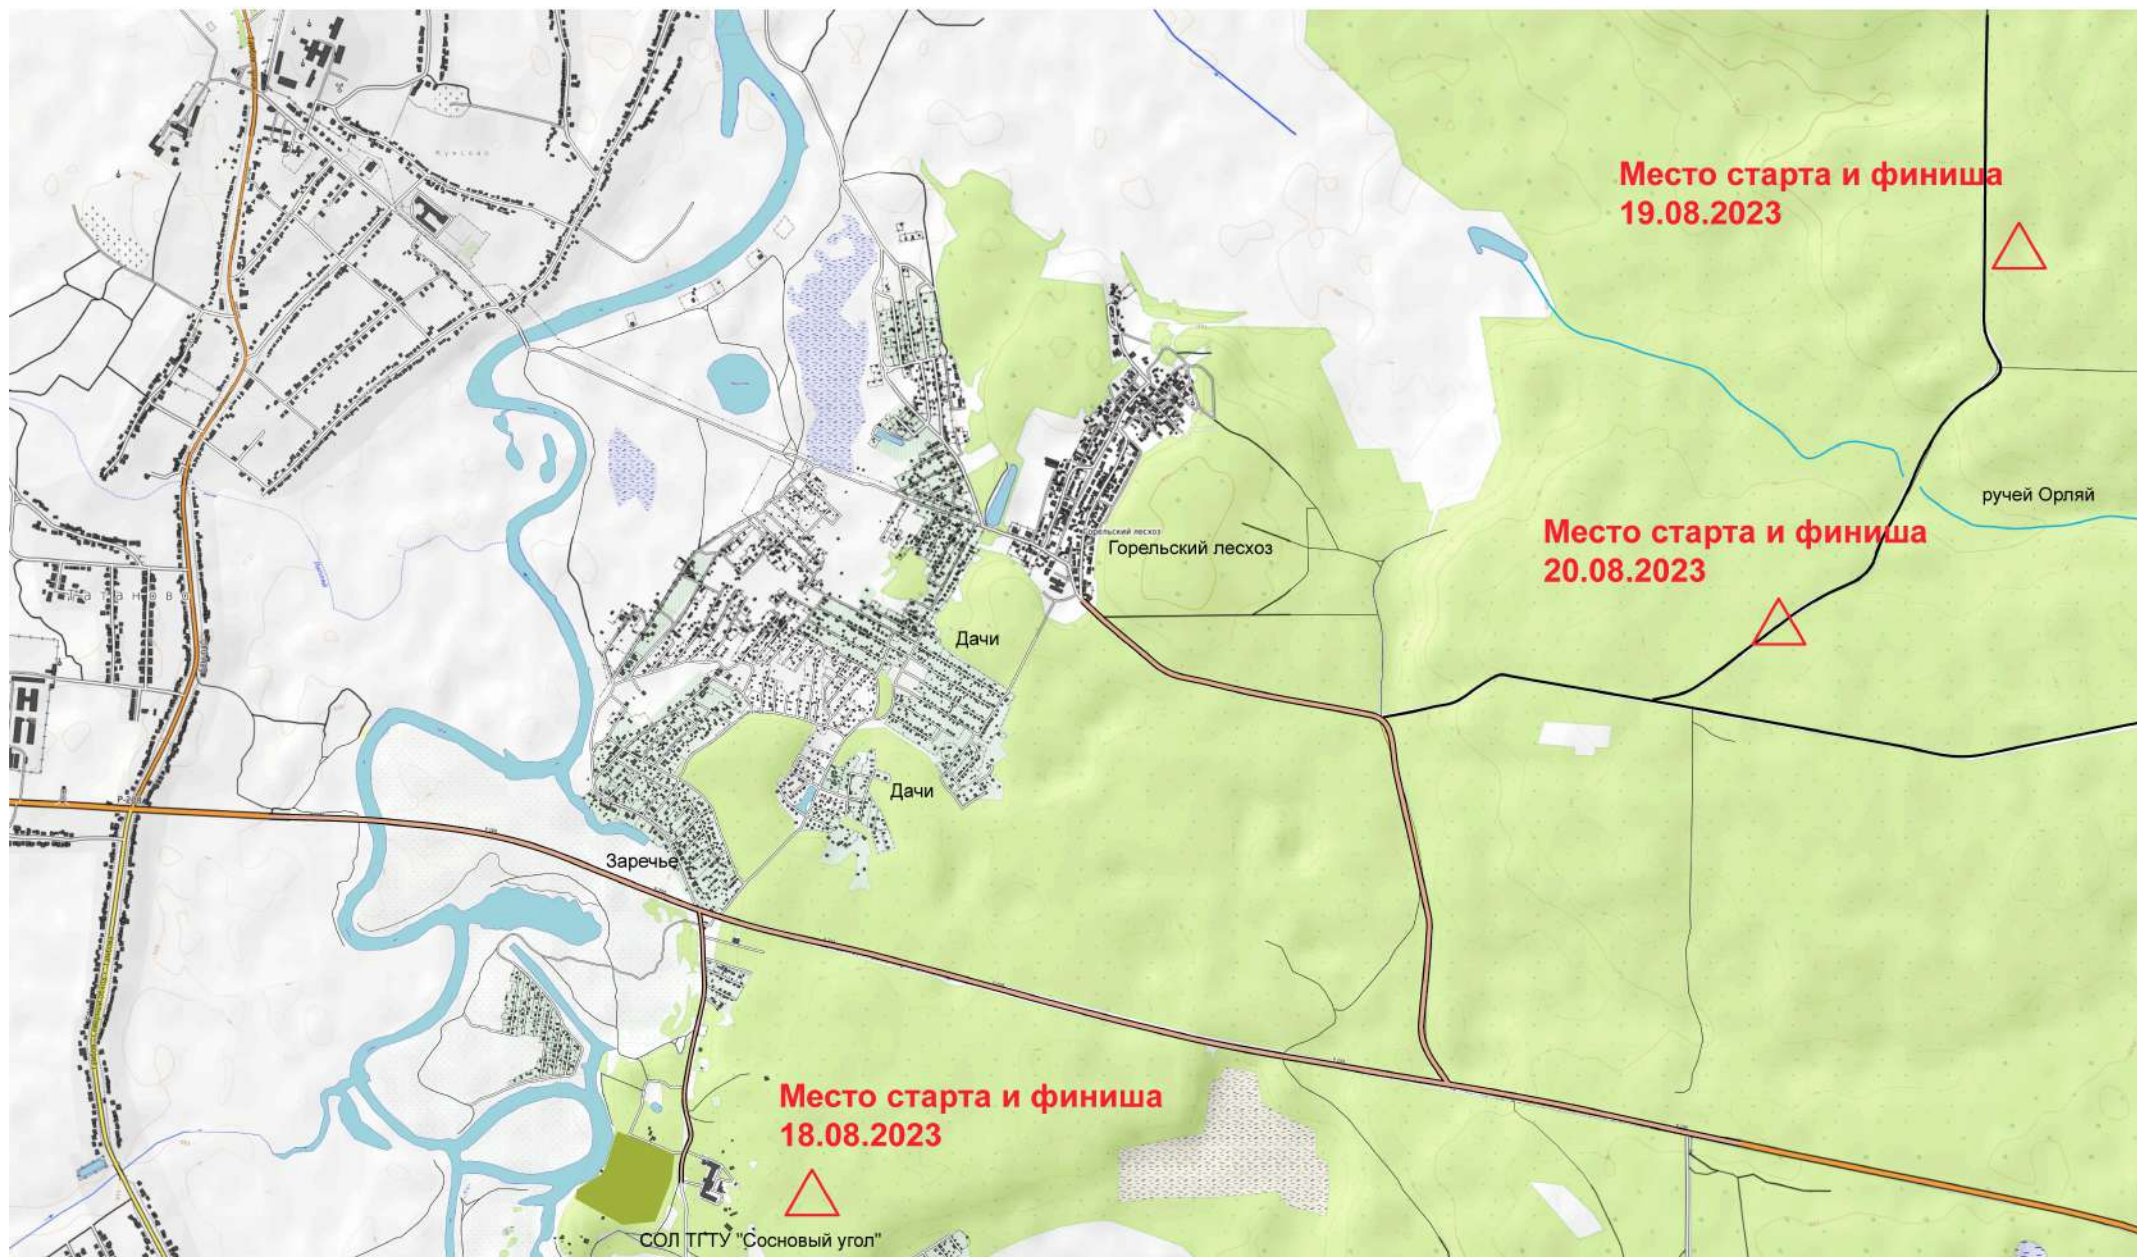 Место старта и финиша
19.08.2023
ручей Орляй
Место старта и финиша
20.08.2023
Горельский лесхоз
Дачи
Дачи
Татаново
Заречье
Место старта и финиша
18.08.2023
СОЛ ТГТУ "Сосновый угол"